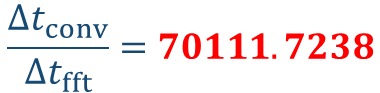 Δt_conv / Δt_fft = 70111.7238